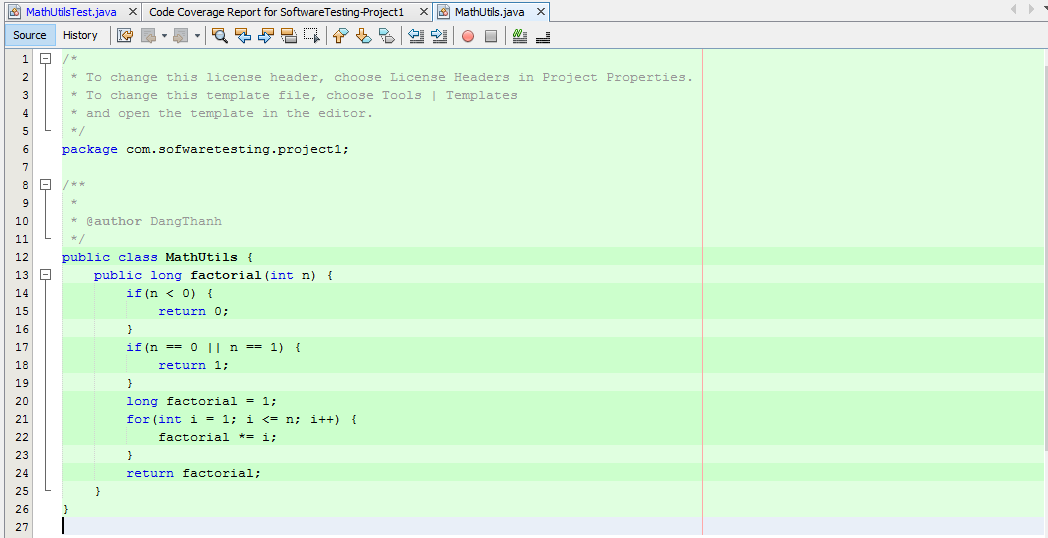 MathUtilsTest.java × Code Coverage Report for SoftwareTesting-Project1 × MathUtils.java ×
Source History
1 /*
2 * To change this license header, choose License Headers in Project Properties.
3 * To change this template file, choose Tools | Templates
4 * and open the template in the editor.
5 */
6 package com.sofwaretesting.project1;
7
8 /**
9 *
10 * @author DangThanh
11 */
12 public class MathUtils {
13 public long factorial(int n) {
14 if(n < 0) {
15 return 0;
16 }
17 if(n == 0 || n == 1) {
18 return 1;
19 }
20 long factorial = 1;
21 for(int i = 1; i <= n; i++) {
22 factorial *= i;
23 }
24 return factorial;
25 }
26 }
27